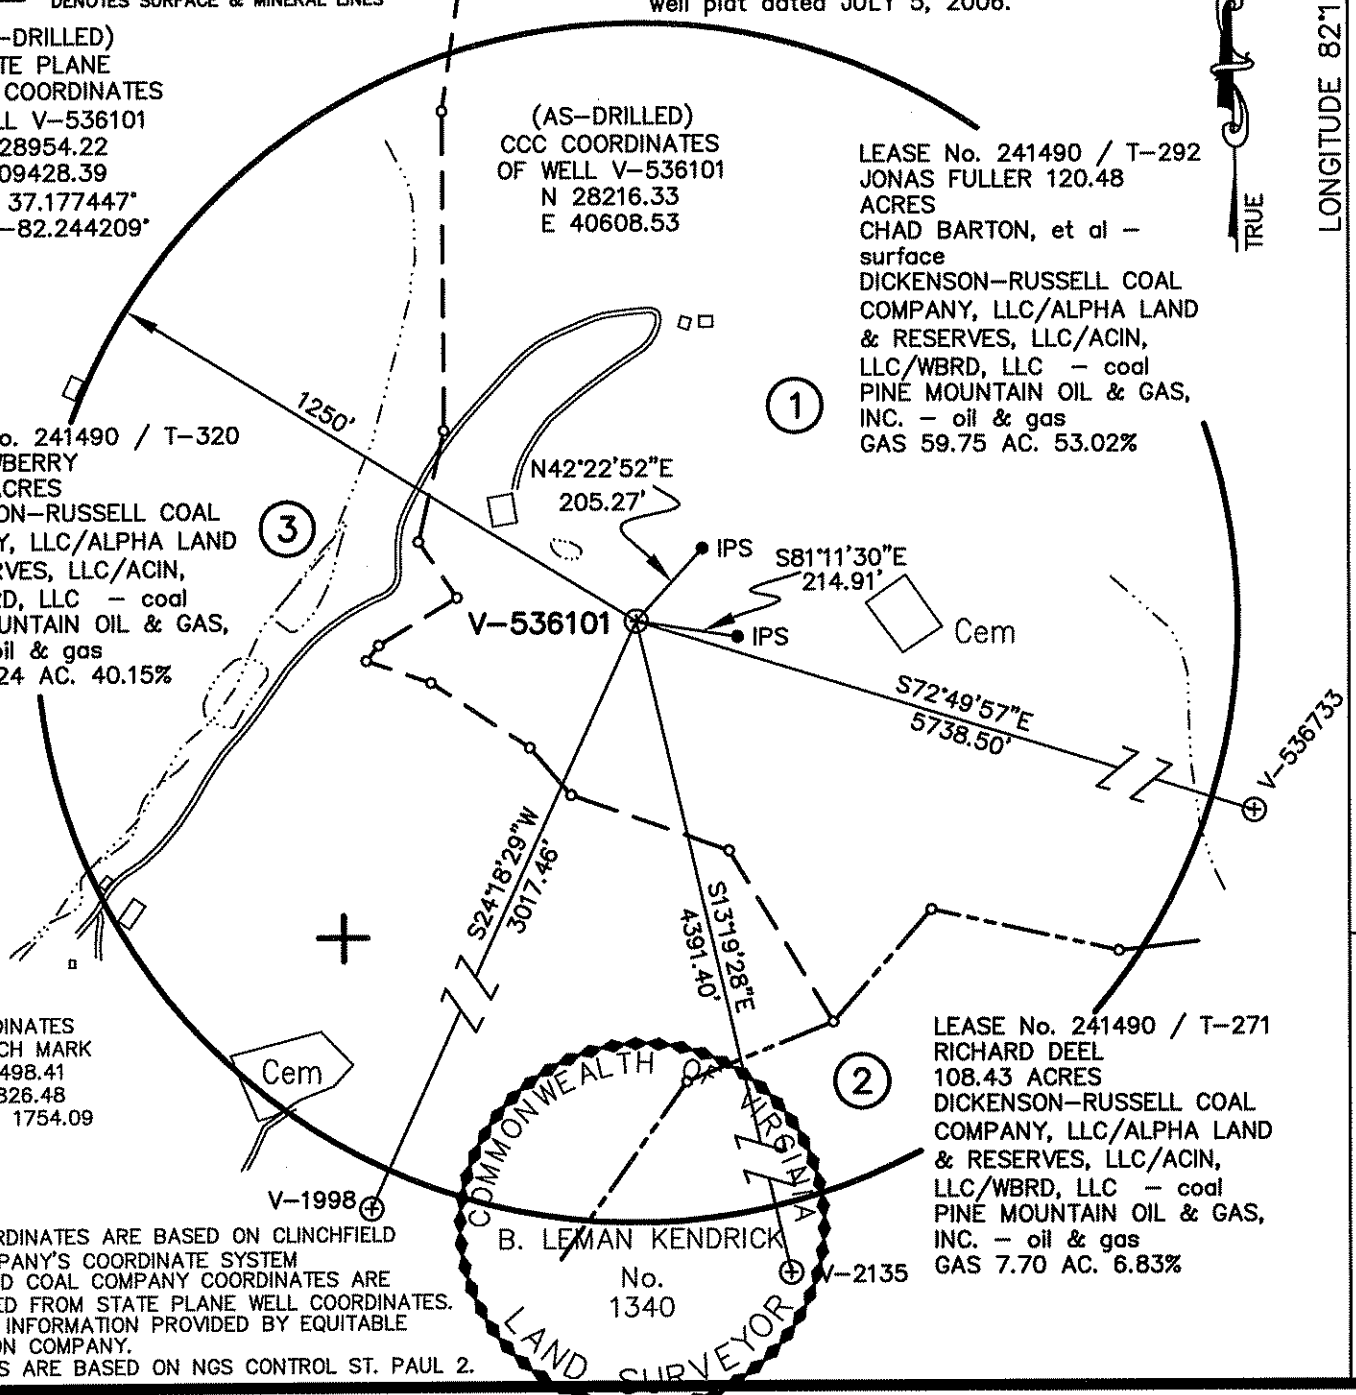 DENOTES SURFACE & MINERAL LINES
well plat dated JULY 5, 2006.
-DRILLED)
TE PLANE
COORDINATES
LL V-536101
28954.22
09428.39
37.177447°
-82.244209°
(AS-DRILLED)
CCC COORDINATES
OF WELL V-536101
N 28216.33
E 40608.53
LEASE No. 241490 / T-292
JONAS FULLER 120.48
ACRES
CHAD BARTON, et al -
surface
DICKENSON-RUSSELL COAL
COMPANY, LLC/ALPHA LAND
& RESERVES, LLC/ACIN,
LLC/WBRD, LLC - coal
PINE MOUNTAIN OIL & GAS,
INC. - oil & gas
GAS 59.75 AC. 53.02%
TRUE
LONGITUDE 82°1
1250'
1
o. 241490 / T-320
/BERRY
ACRES
ON-RUSSELL COAL
Y, LLC/ALPHA LAND
RVES, LLC/ACIN,
RD, LLC - coal
UNTAIN OIL & GAS,
oil & gas
24 AC. 40.15%
3
N42°22'52"E
205.27'
IPS
S81°11'30"E
214.91'
IPS
V-536101
Cem
S72°49'57"E
5738.50'
V-536733
S24°18'29"W
3017.46'
S13°19'28"E
4391.40'
DINATES
CH MARK
498.41
326.48
1754.09
Cem
V-1998
2
LEASE No. 241490 / T-271
RICHARD DEEL
108.43 ACRES
DICKENSON-RUSSELL COAL
COMPANY, LLC/ALPHA LAND
& RESERVES, LLC/ACIN,
LLC/WBRD, LLC - coal
PINE MOUNTAIN OIL & GAS,
INC. - oil & gas
GAS 7.70 AC. 6.83%
COMMONWEALTH OF VIRGINIA
B. LEMAN KENDRICK
No.
1340
LAND SURVEYOR
V-2135
RDINATES ARE BASED ON CLINCHFIELD
PANY'S COORDINATE SYSTEM
D COAL COMPANY COORDINATES ARE
ED FROM STATE PLANE WELL COORDINATES.
INFORMATION PROVIDED BY EQUITABLE
ON COMPANY.
S ARE BASED ON NGS CONTROL ST. PAUL 2.